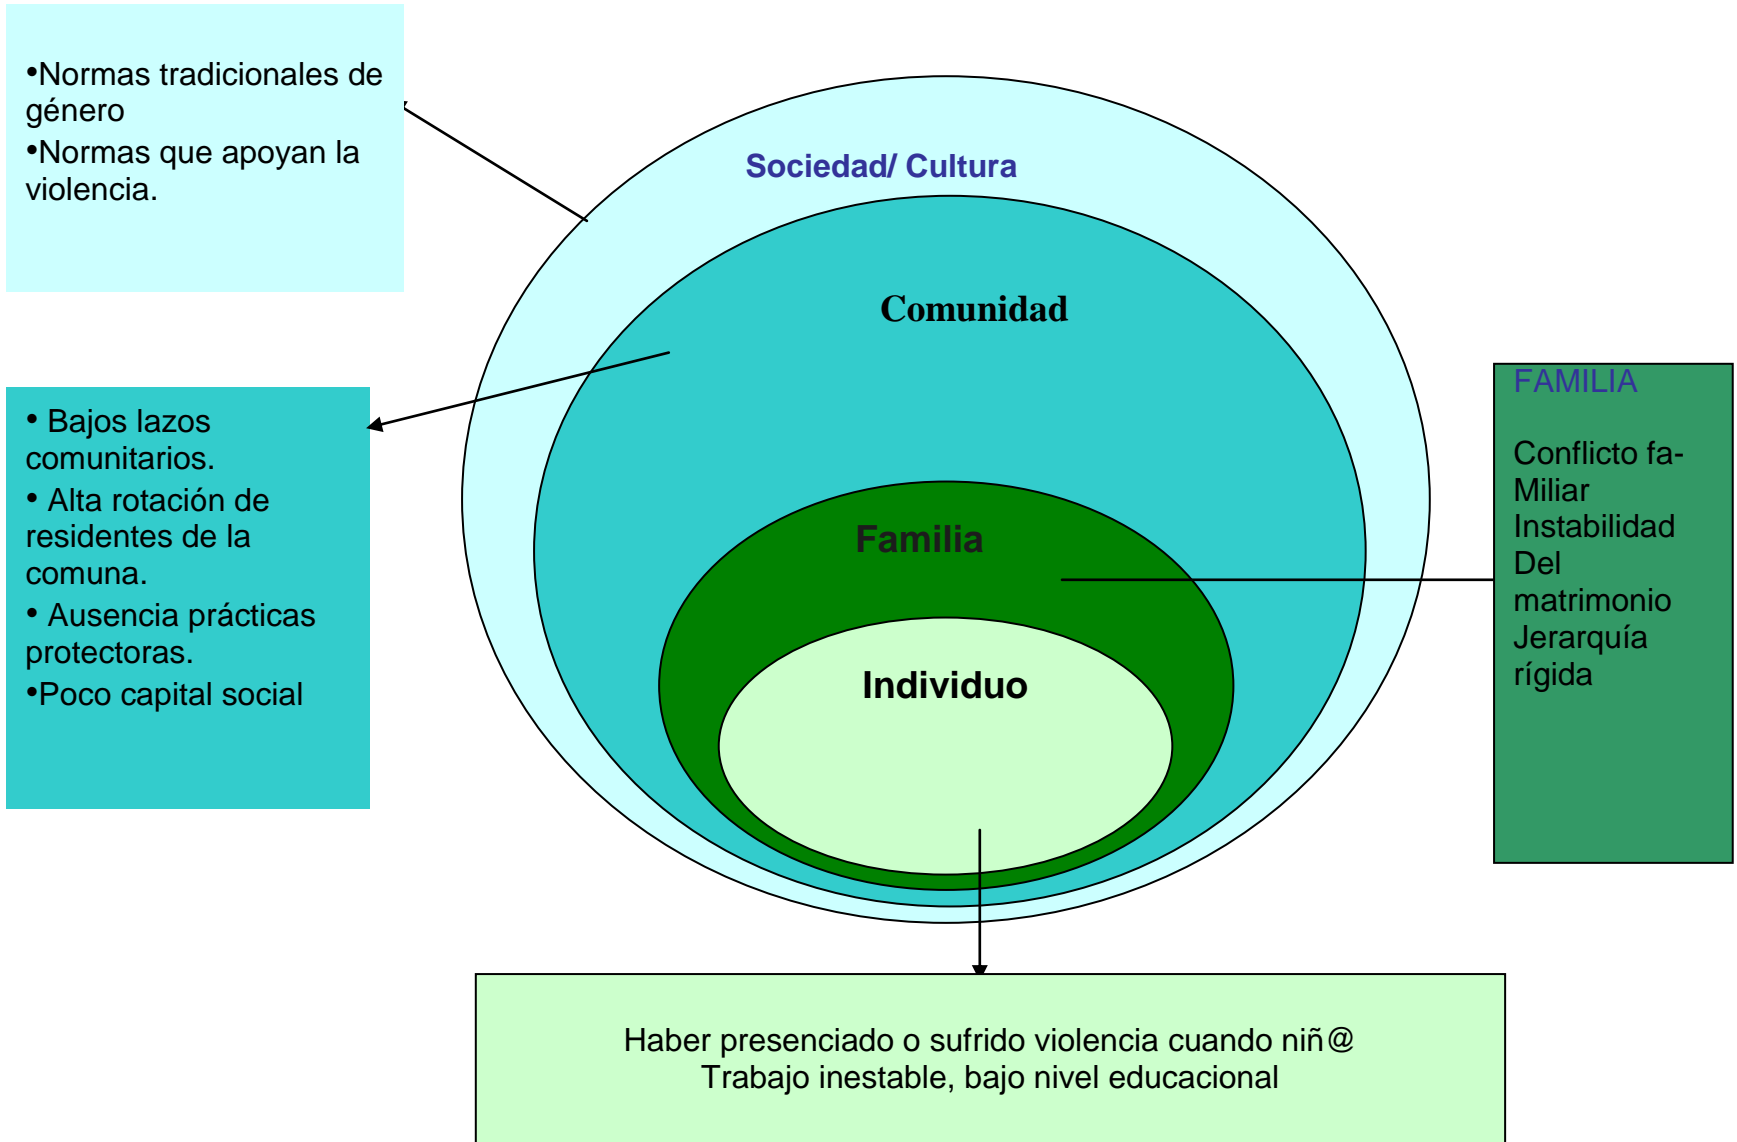 •Normas tradicionales de
género
•Normas que apoyan la
violencia.
Sociedad/ Cultura
Comunidad
• Bajos lazos
comunitarios.
• Alta rotación de
residentes de la
comuna.
• Ausencia prácticas
protectoras.
•Poco capital social
FAMILIA
Conflicto fa-
Miliar
Instabilidad
Del
matrimonio
Jerarquía
rígida
Familia
Individuo
Haber presenciado o sufrido violencia cuando niñ@
Trabajo inestable, bajo nivel educacional